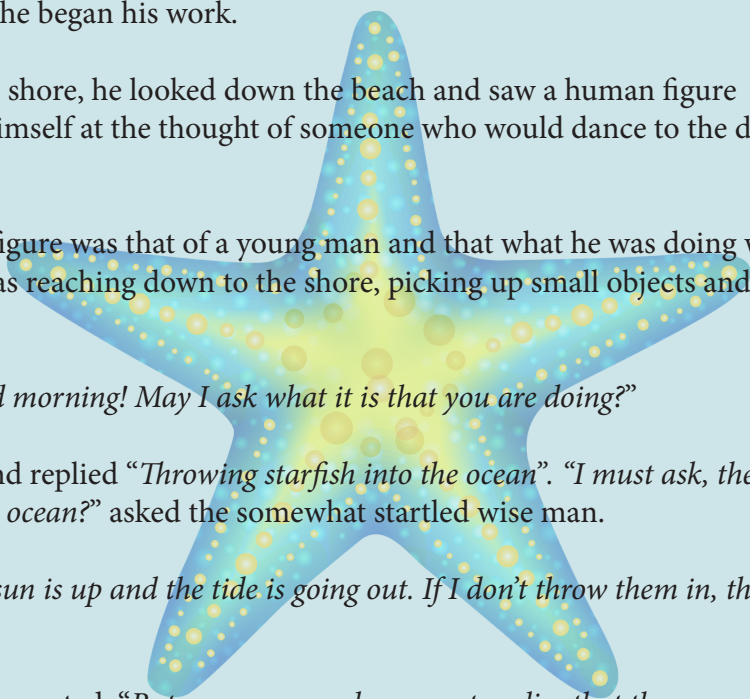 he began his work.
shore, he looked down the beach and saw a human figure
imself at the thought of someone who would dance to the d
igure was that of a young man and that what he was doing
as reaching down to the shore, picking up small objects and
morning! May I ask what it is that you are doing?”
nd replied “Throwing starfish into the ocean”. “I must ask, the
ocean?” asked the somewhat startled wise man.
sun is up and the tide is going out. If I don’t throw them in, th